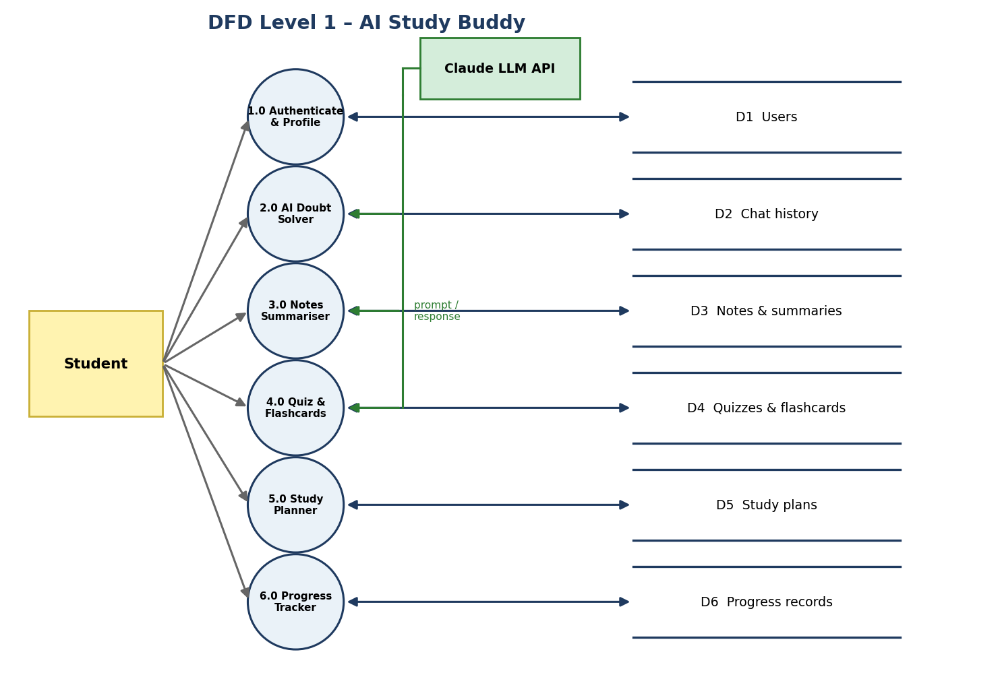 DFD Level 1 – AI Study Buddy
Claude LLM API
1.0 Authenticate
& Profile
D1  Users
2.0 AI Doubt
Solver
D2  Chat history
3.0 Notes
Summariser
prompt /
response
D3  Notes & summaries
Student
4.0 Quiz &
Flashcards
D4  Quizzes & flashcards
5.0 Study
Planner
D5  Study plans
6.0 Progress
Tracker
D6  Progress records